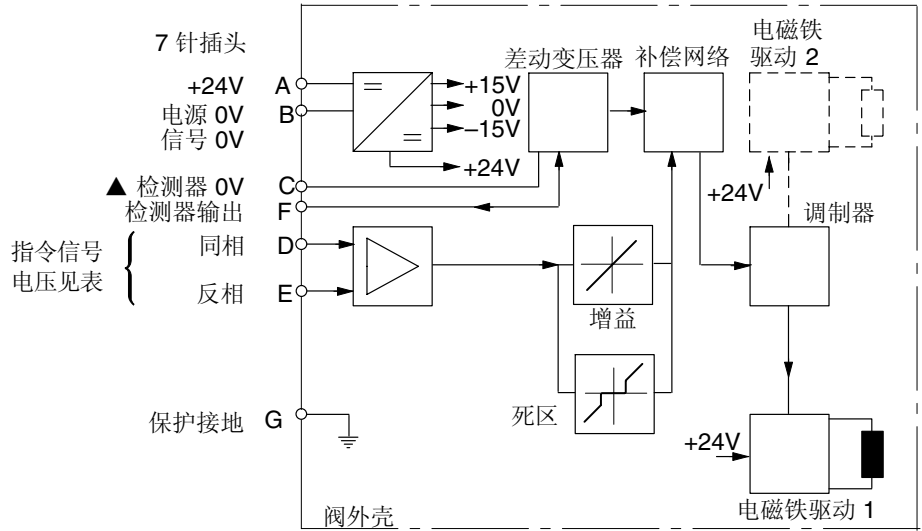 7 针插头
+24V A
电源 0V B
信号 0V
▲ 检测器 0V C
检测器输出 F
指令信号
电压见表
同相 D
反相 E
保护接地 G
+15V
0V
–15V
+24V
差动变压器
补偿网络
电磁铁
驱动 2
+24V
调制器
增益
死区
+24V
电磁铁驱动 1
阀外壳